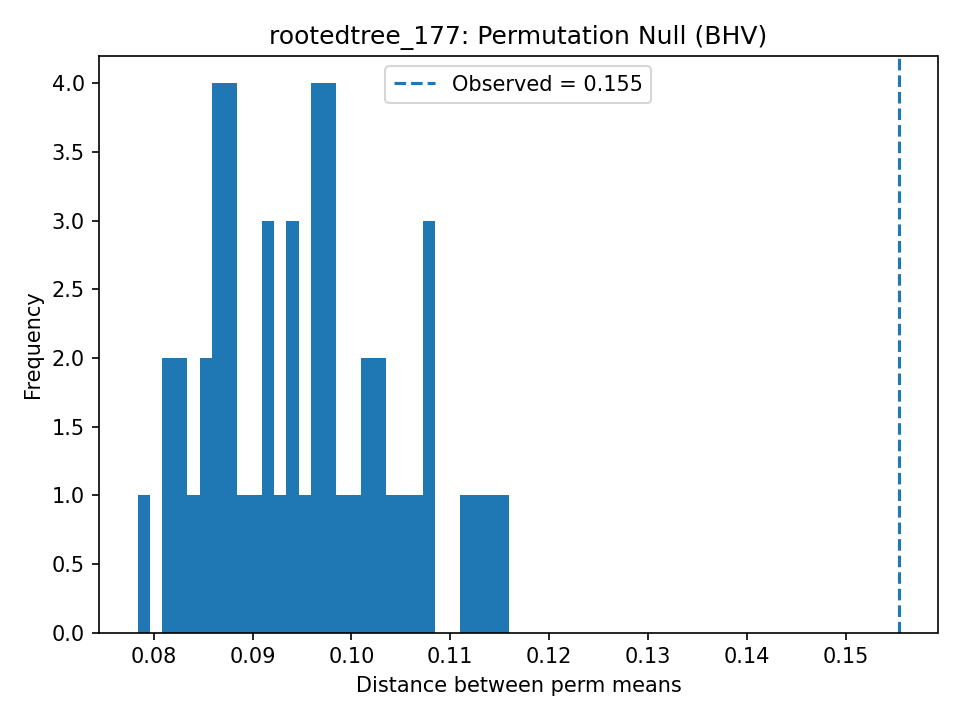 rootedtree_177: Permutation Null (BHV)
Observed = 0.155
4.0
3.5
3.0
2.5
2.0
1.5
1.0
0.5
0.0
Frequency
0.08 0.09 0.10 0.11 0.12 0.13 0.14 0.15
Distance between perm means